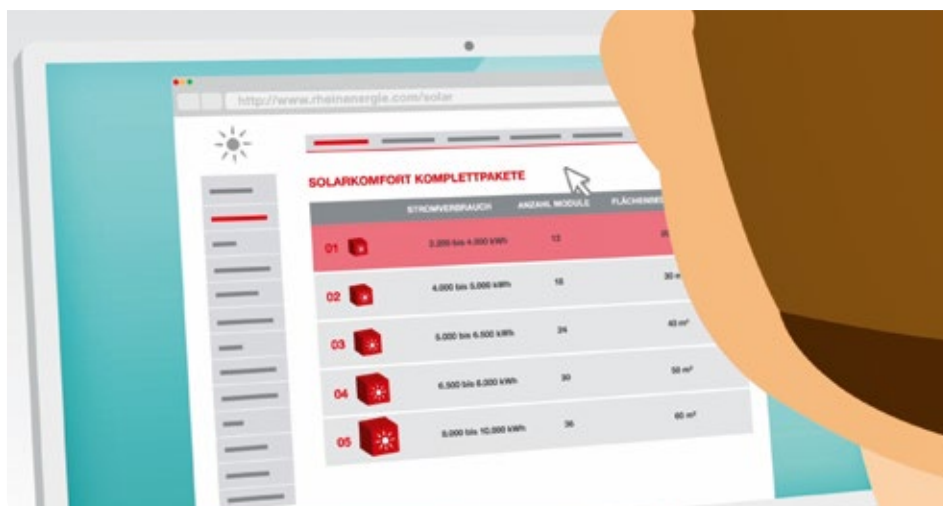 http://www.rheinenergie.com/solar
SOLARKOMFORT KOMPLETTPAKETE
STROMVERBRAUCH ANZAHL MODULE
01 3.200 bis 4.000 kWh 12
02 4.000 bis 5.000 kWh 18 30 m²
03 5.000 bis 6.500 kWh 24 40 m²
04 6.500 bis 8.000 kWh 30 50 m²
05 8.000 bis 10.000 kWh 36 60 m²